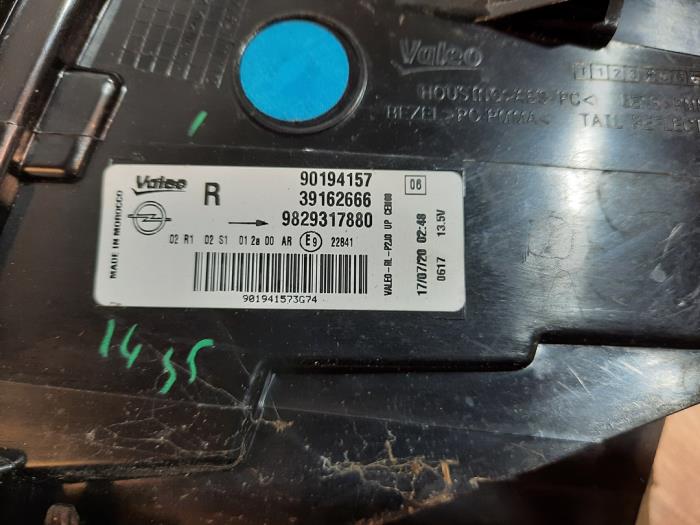 Valeo
HOUSING>ABS-PC<
BEZEL>PC-PMMA< TAIL REFLECT
Valeo
R
90194157
39162666
9829317880
06
MADE IN MOROCCO
02 R1 02 S1 01 2a 00 AR E9 22841
901941573G74
VALEO-RL-P2JO UP CE100
17/07/20 02:48
0617 13.5V
1455